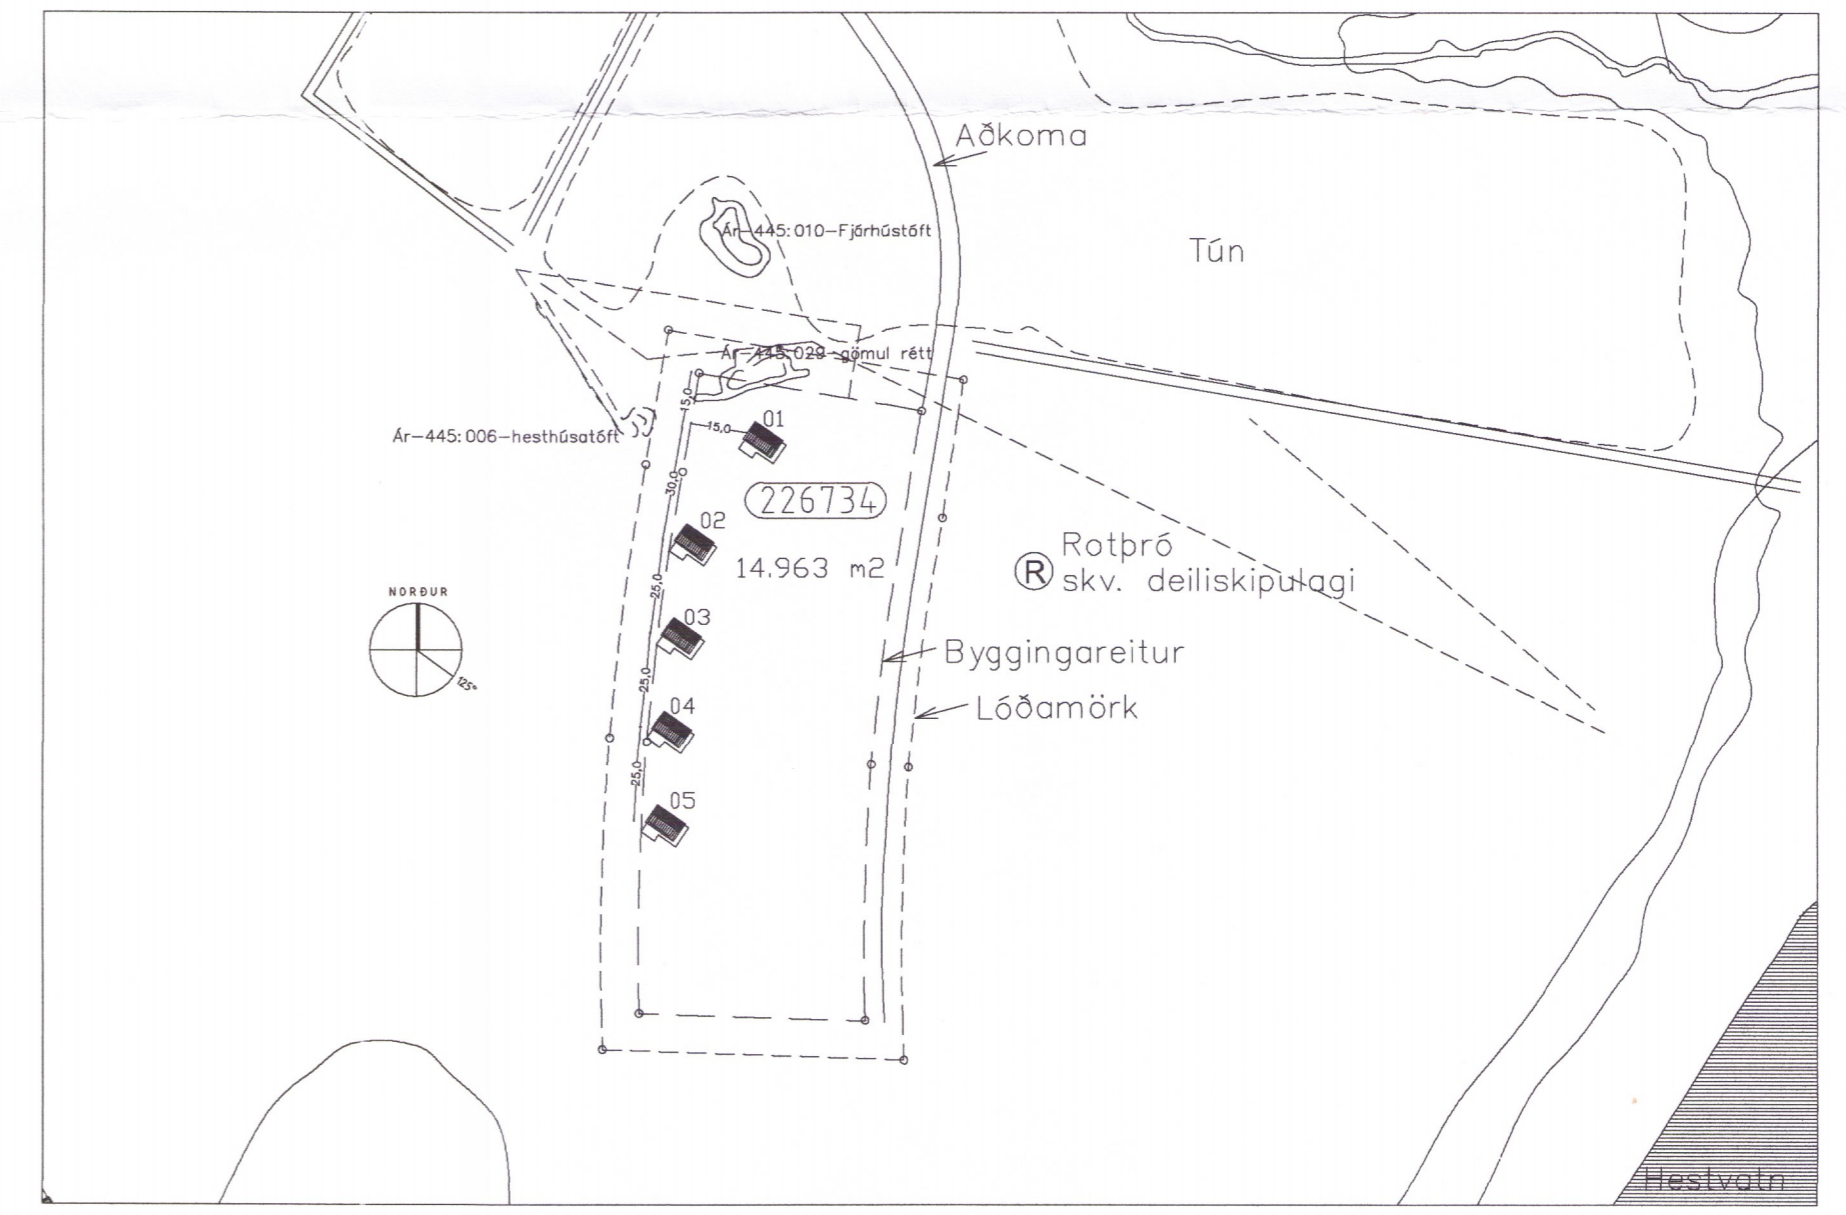 Aðkoma
Ár-445:010-Fjárhústóft
Tún
Ár-445:029-gömul rétt
15,0
15,0
01
Ár-445:006-hesthúsatóft
30,0
226734
02
14.963 m2
Rotþró
R skv. deiliskipulagi
25,0
NORÐUR
125°
03
Byggingareitur
25,0
04
Lóðamörk
25,0
05
Hestvatn